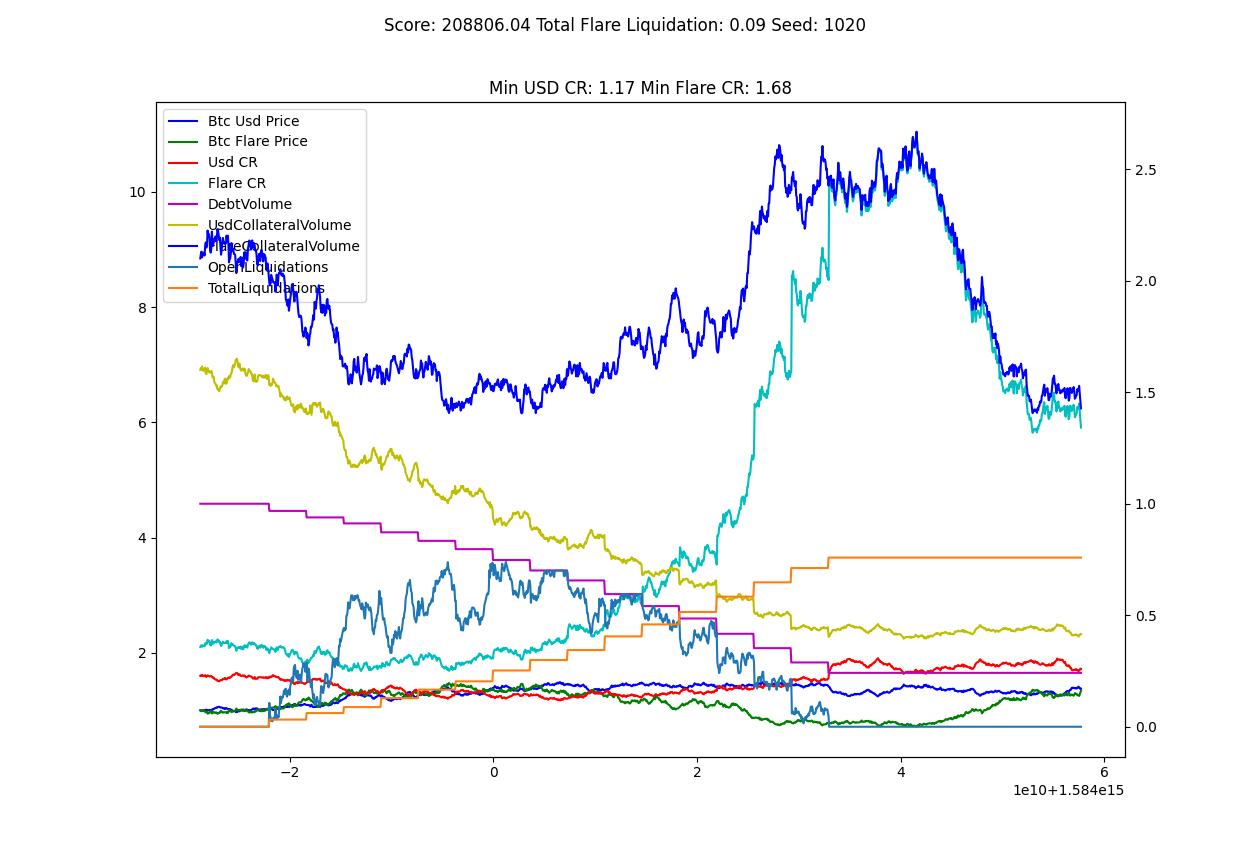 Score: 208806.04 Total Flare Liquidation: 0.09 Seed: 1020
Min USD CR: 1.17 Min Flare CR: 1.68
Btc Usd Price
Btc Flare Price
Usd CR
Flare CR
DebtVolume
UsdCollateralVolume
FlareCollateralVolume
OpenLiquidations
TotalLiquidations
10
8
6
4
2
2.5
2.0
1.5
1.0
0.5
0.0
−2
0
2
4
6
1e10+1.584e15